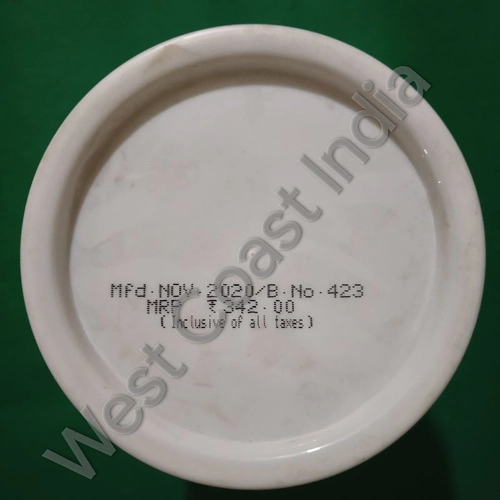 Mfd·NOV·2020/B·No·423
MRP ₹342·00
(Inclusive of all taxes)
West Coast India